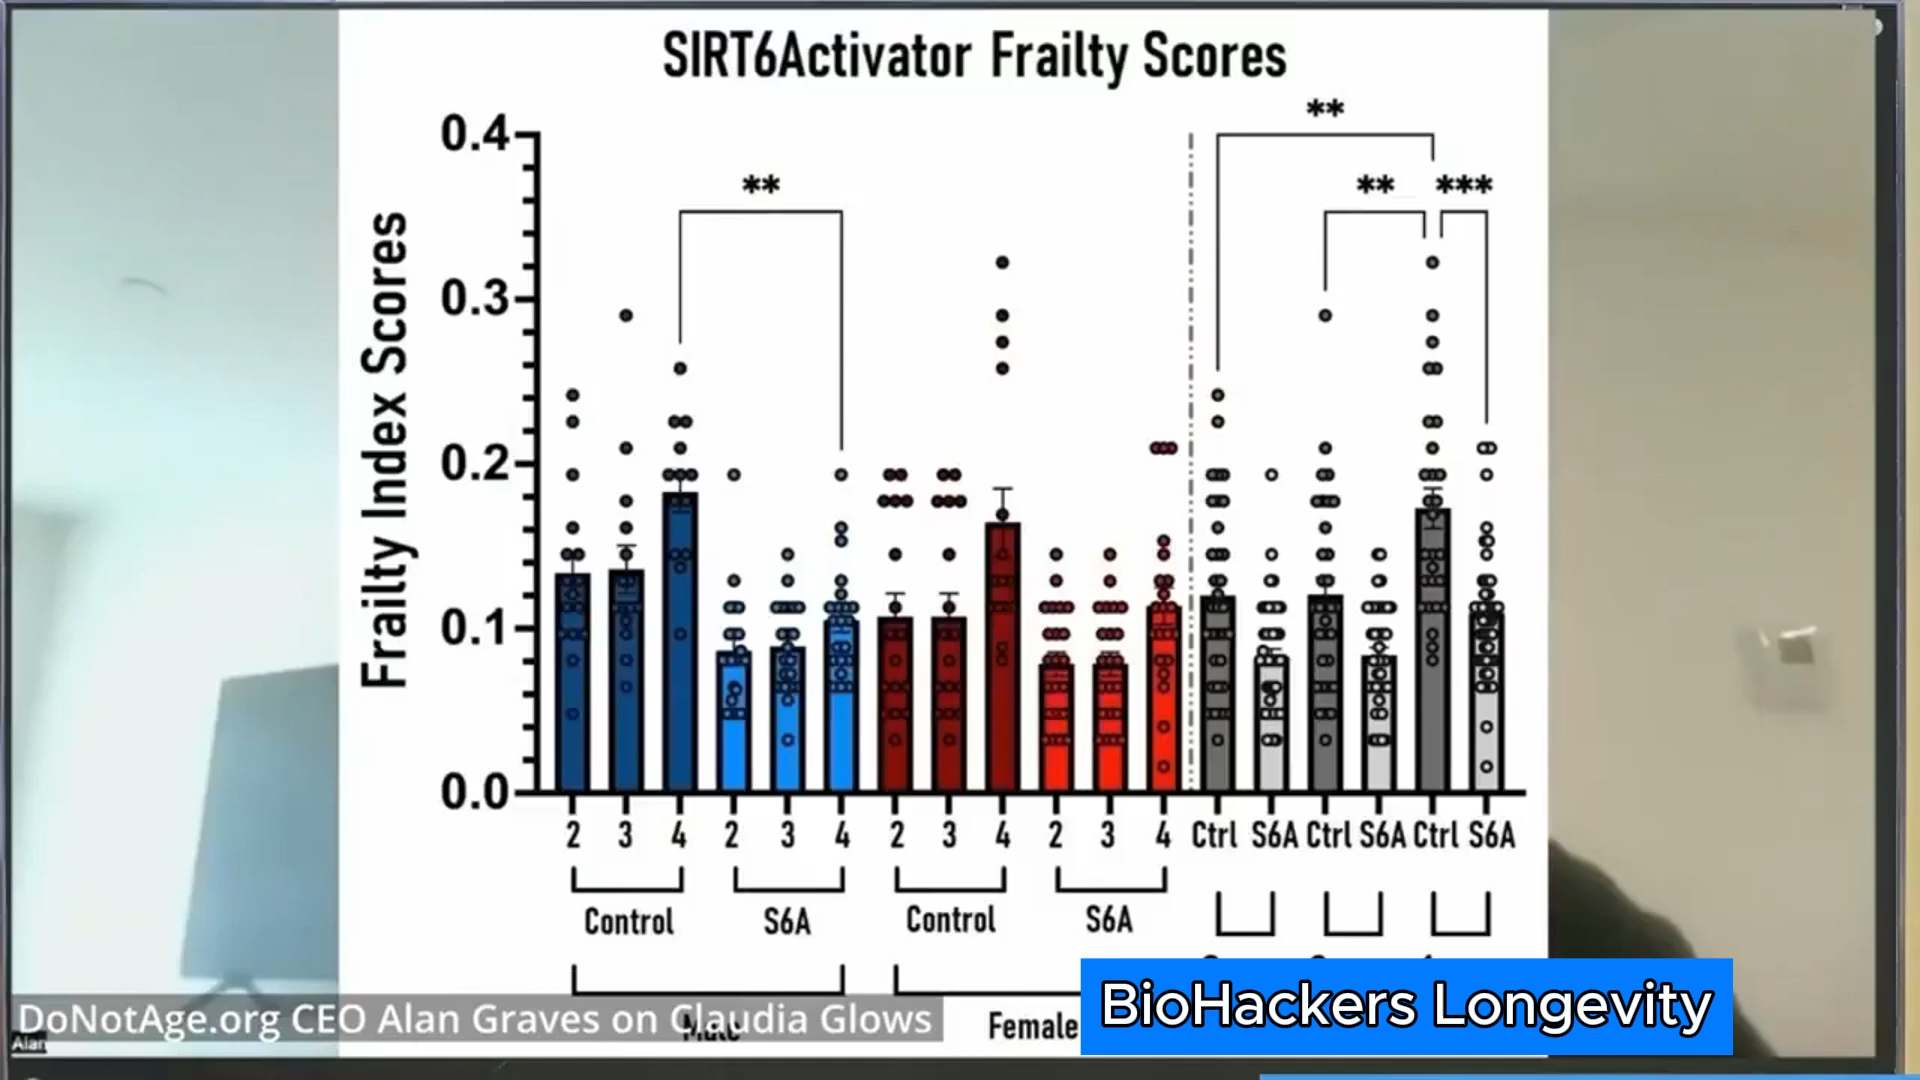 SIRT6Activator Frailty Scores
Frailty Index Scores
0.4
0.3
0.2
0.1
0.0
**
**
**
***
2 3 4 2 3 4 2 3 4 2 3 4 Ctrl S6A Ctrl S6A Ctrl S6A
Control S6A Control S6A
Male Female
DoNotAge.org CEO Alan Graves on Claudia Glows
BioHackers Longevity
Alan